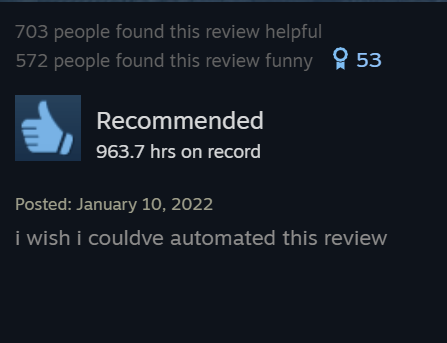 703 people found this review helpful
572 people found this review funny 53
Recommended
963.7 hrs on record
Posted: January 10, 2022
i wish i couldve automated this review